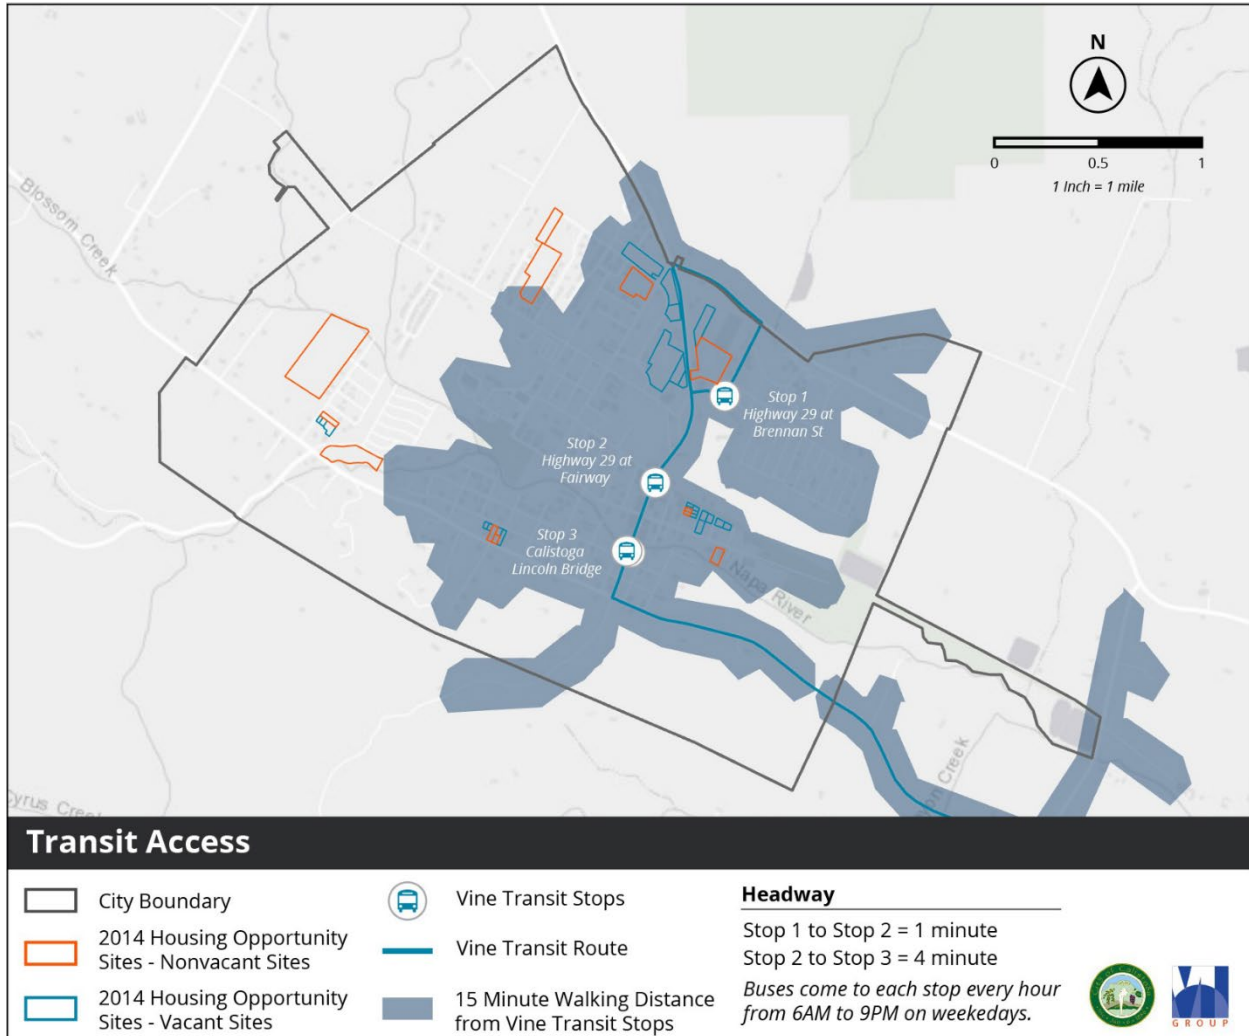 N
0
0.5
1
1 Inch = 1 mile
Blossom Creek
Stop 1
Highway 29 at
Brennan St
Stop 2
Highway 29 at
Fairway
Stop 3
Calistoga
Lincoln Bridge
Napa River
Cyrus Creek
on Creek
Transit Access
City Boundary
2014 Housing Opportunity
Sites - Nonvacant Sites
2014 Housing Opportunity
Sites - Vacant Sites
Vine Transit Stops
Vine Transit Route
15 Minute Walking Distance
from Vine Transit Stops
Headway
Stop 1 to Stop 2 = 1 minute
Stop 2 to Stop 3 = 4 minute
Buses come to each stop every hour
from 6AM to 9PM on weekedays.
GROUP